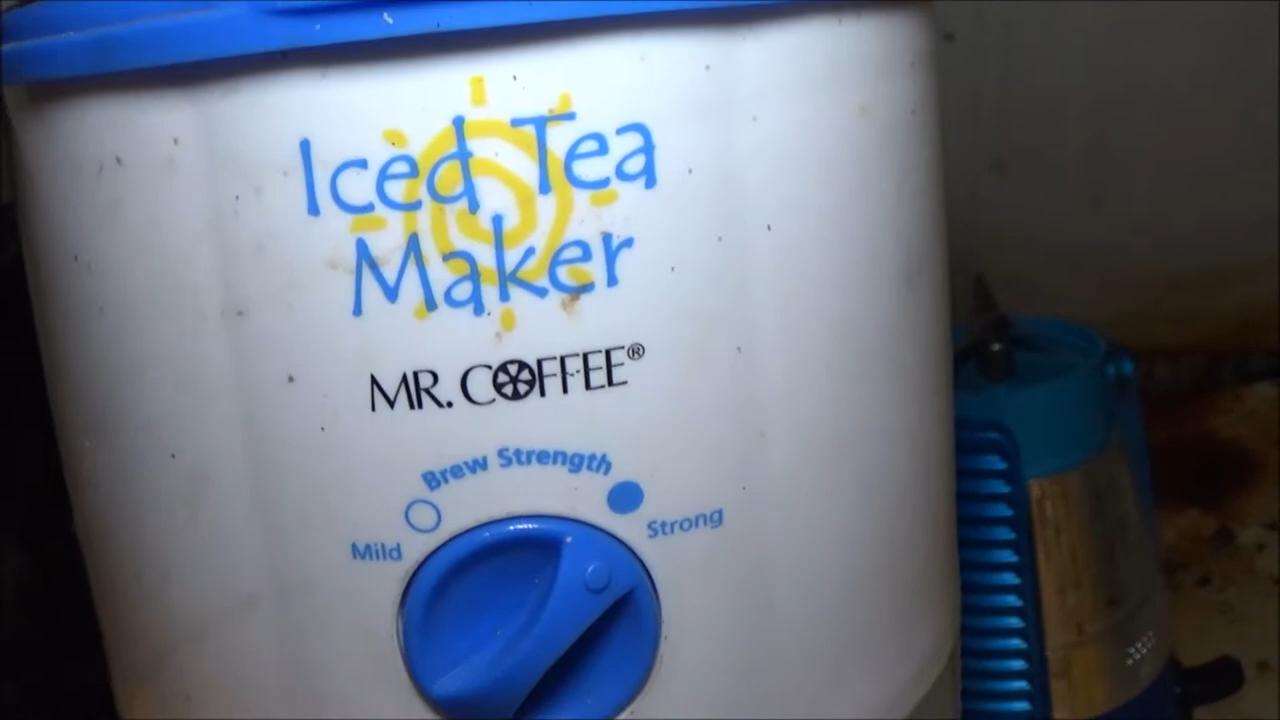 Iced Tea
Maker
MR. COFFEE®
Brew Strength
Mild
Strong